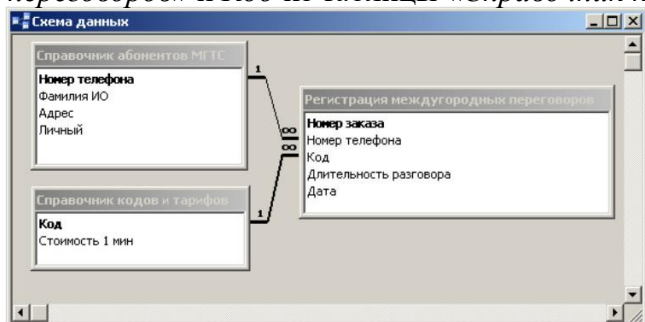 Схема данных
Справочник абонентов МГТС
Номер телефона
Фамилия ИО
Адрес
Личный
1
Регистрация междугородных переговоров
Номер заказа
Номер телефона
Код
Длительность разговора
Дата
∞
∞
Справочник кодов и тарифов
Код
Стоимость 1 мин
1